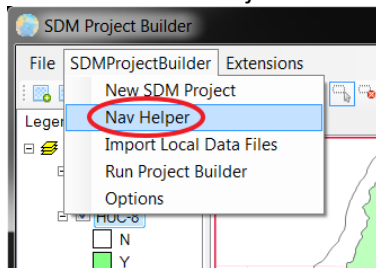 SDM Project Builder
File SDMProjectBuilder Extensions
New SDM Project
Nav Helper
Import Local Data Files
Run Project Builder
Options
HUC-8
N
Y